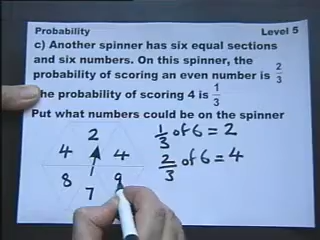 Probability Level 5
c) Another spinner has six equal sections
and six numbers. On this spinner, the
probability of scoring an even number is 2/3
The probability of scoring 4 is 1/3
Put what numbers could be on the spinner
2
4 4
8 9
7
1/3 of 6 = 2
2/3 of 6 = 4